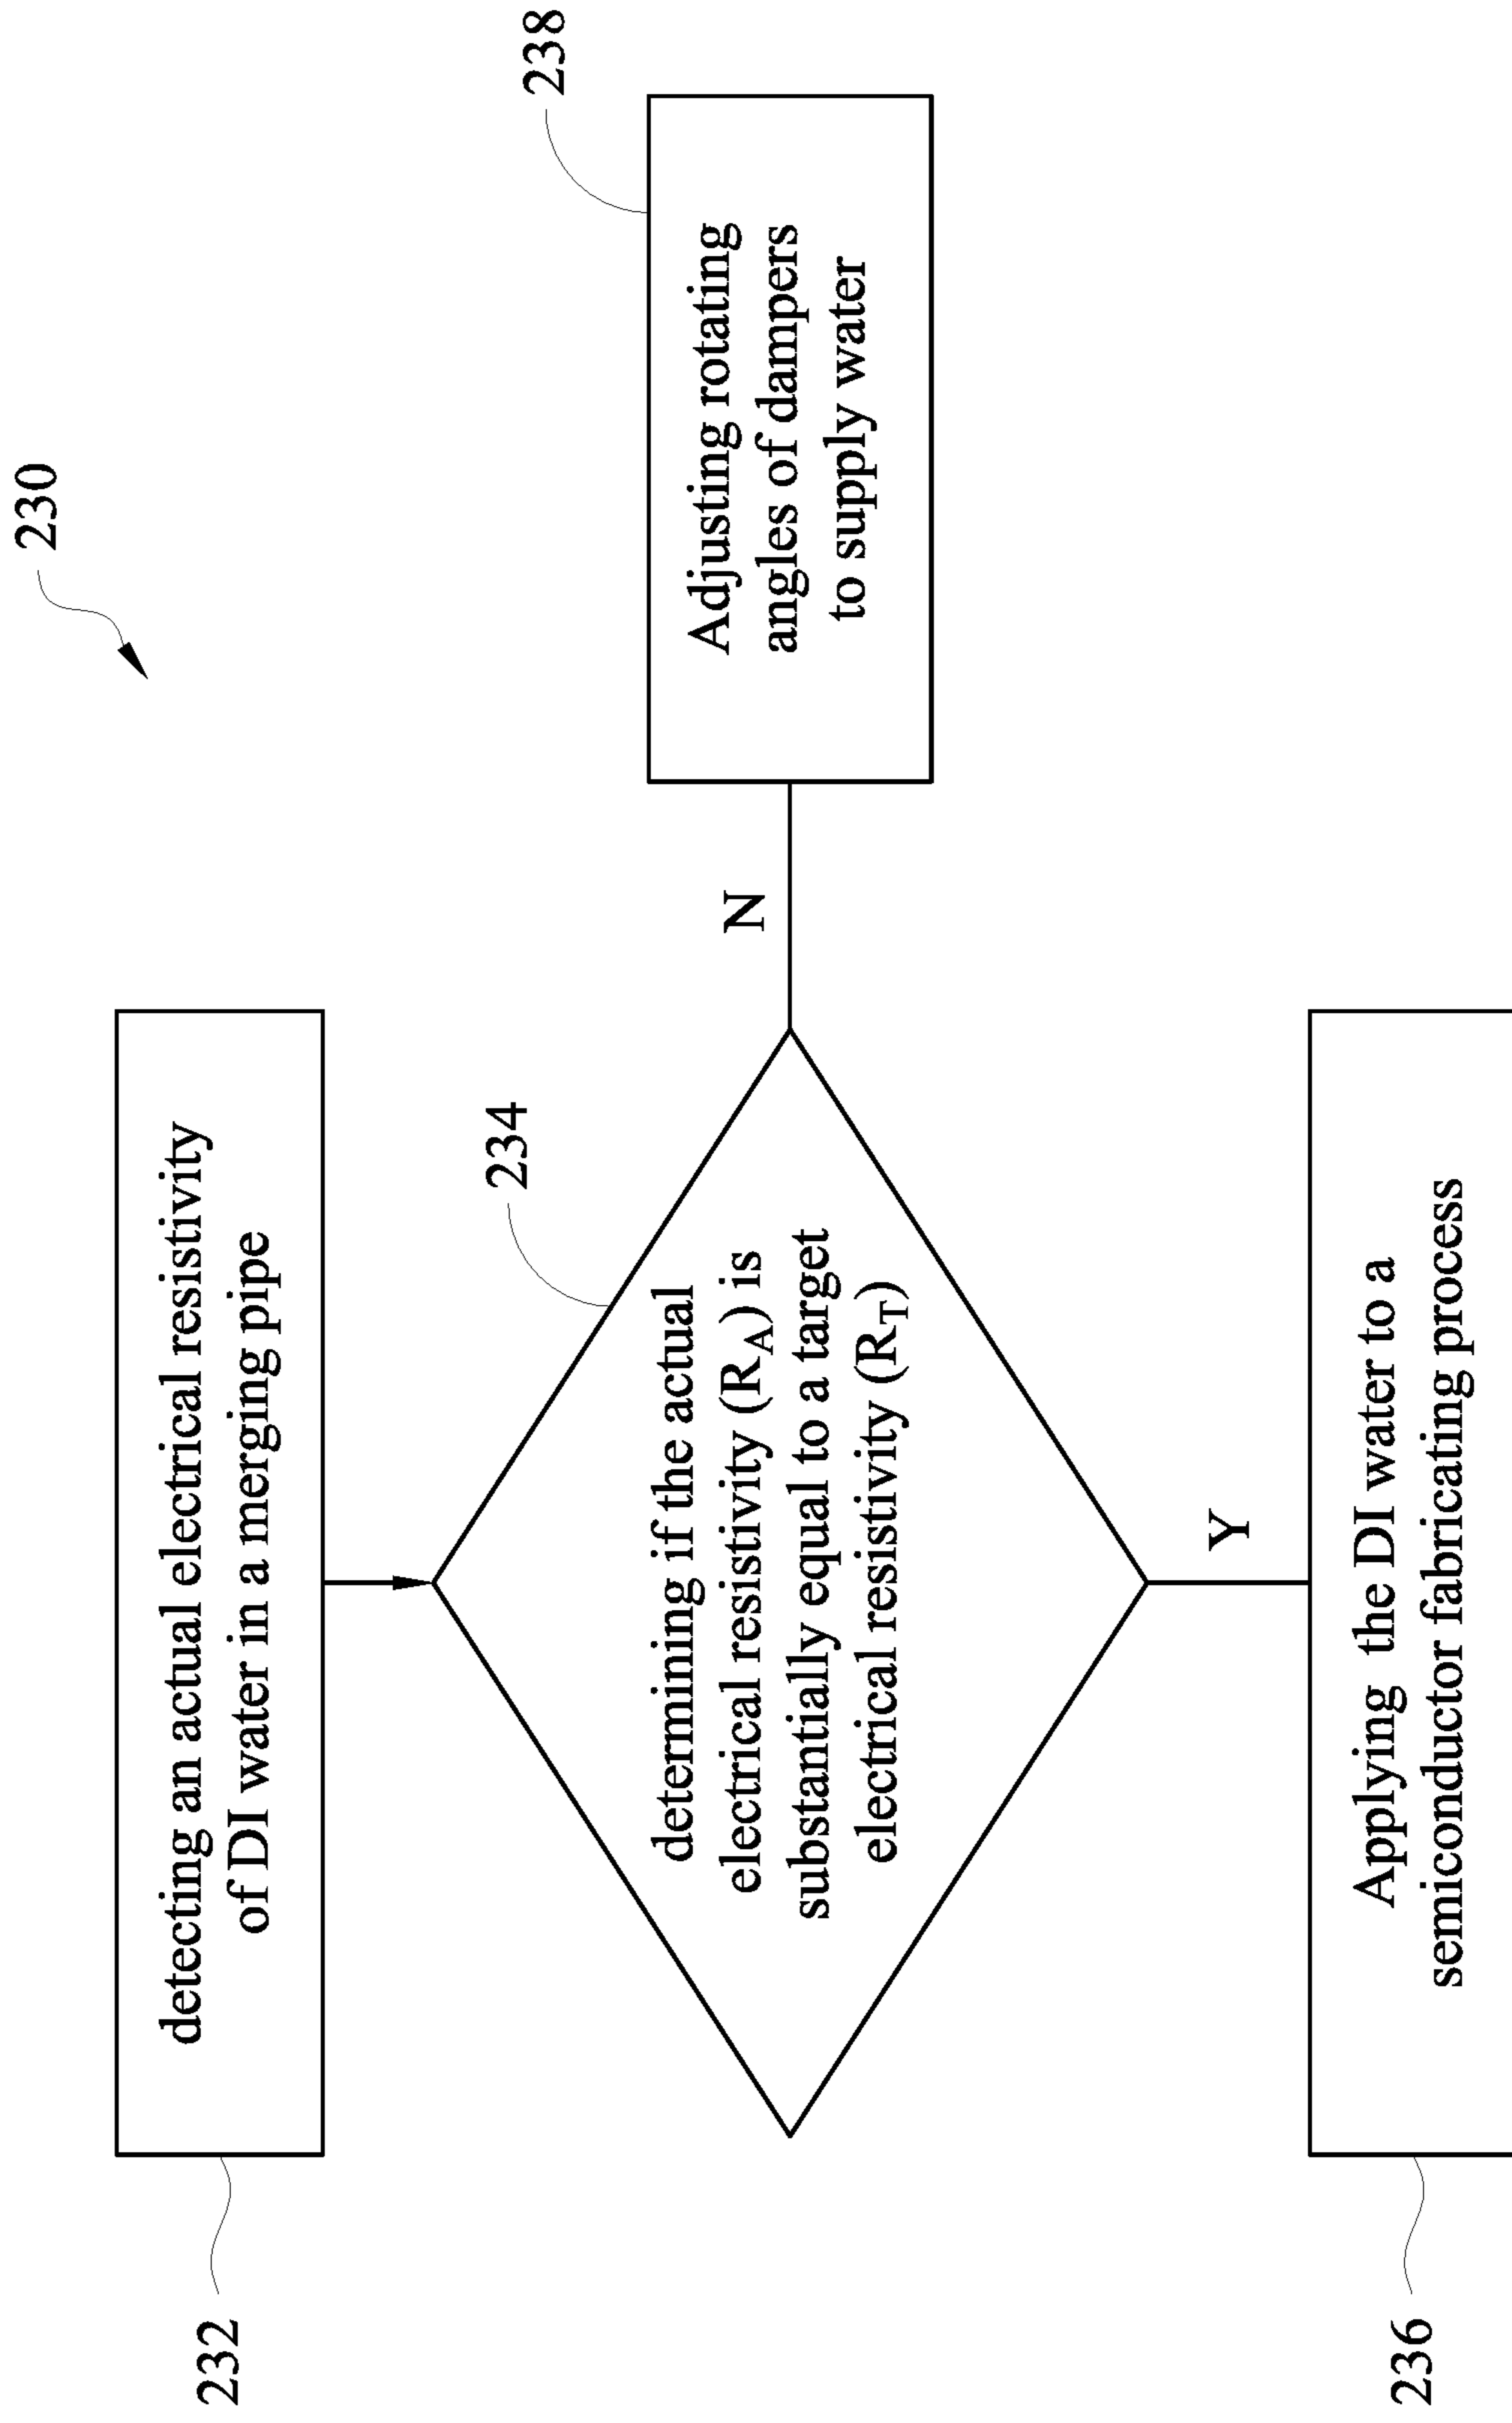 230
232
detecting an actual electrical resistivity
of DI water in a merging pipe
234
determining if the actual
electrical resistivity (R_A) is
substantially equal to a target
electrical resistivity (R_T)
N
238
Adjusting rotating
angles of dampers
to supply water
Y
236
Applying the DI water to a
semiconductor fabricating process